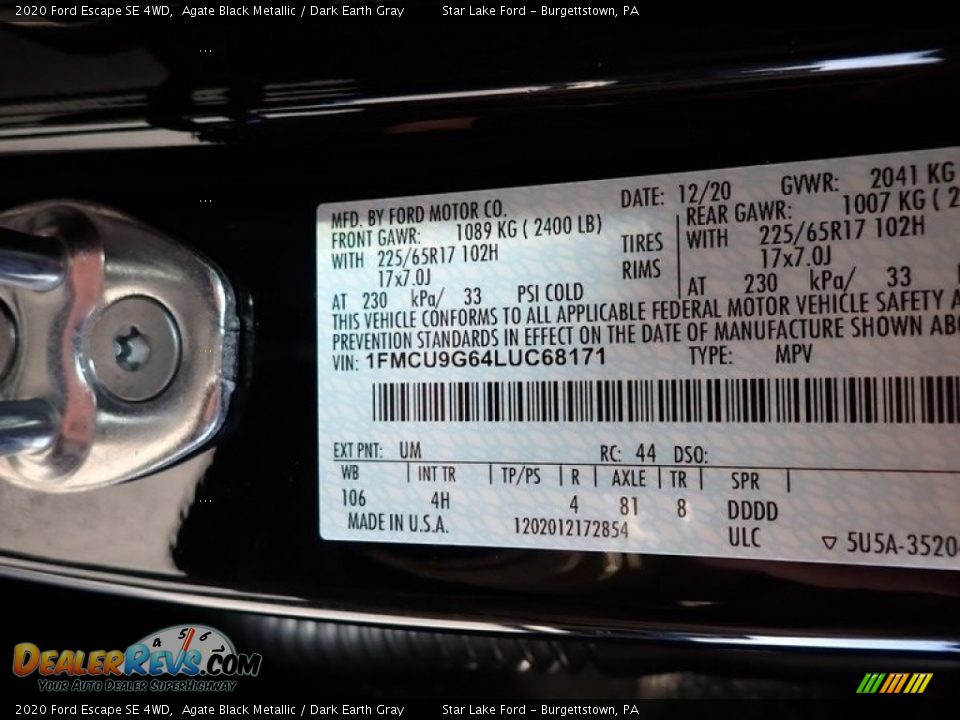 2020 Ford Escape SE 4WD, Agate Black Metallic / Dark Earth Gray Star Lake Ford - Burgettstown, PA
MFD. BY FORD MOTOR CO. DATE: 12/20 GVWR: 2041 KG
FRONT GAWR: 1089 KG ( 2400 LB) REAR GAWR: 1007 KG ( 2
WITH 225/65R17 102H TIRES WITH 225/65R17 102H
17x7.0J RIMS 17x7.0J
AT 230 kPa/ 33 PSI COLD AT 230 kPa/ 33
THIS VEHICLE CONFORMS TO ALL APPLICABLE FEDERAL MOTOR VEHICLE SAFETY A
PREVENTION STANDARDS IN EFFECT ON THE DATE OF MANUFACTURE SHOWN ABO
VIN: 1FMCU9G64LUC68171 TYPE: MPV
EXT PNT: UM RC: 44 DSO:
WB INT TR TP/PS R AXLE TR SPR
106 4H 4 81 8 DDDD
MADE IN U.S.A. 1202012172854 ULC ▽ 5U5A-3520
4 5 6
DEALERREVS.COM
YOUR AUTO DEALER SUPERHIGHWAY
2020 Ford Escape SE 4WD, Agate Black Metallic / Dark Earth Gray Star Lake Ford - Burgettstown, PA